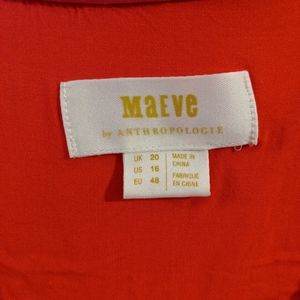 MaEVe
by ANTHROPOLOGIE
UK 20
US 16
EU 48
MADE IN
CHINA
FABRIQUÉ
EN CHINE